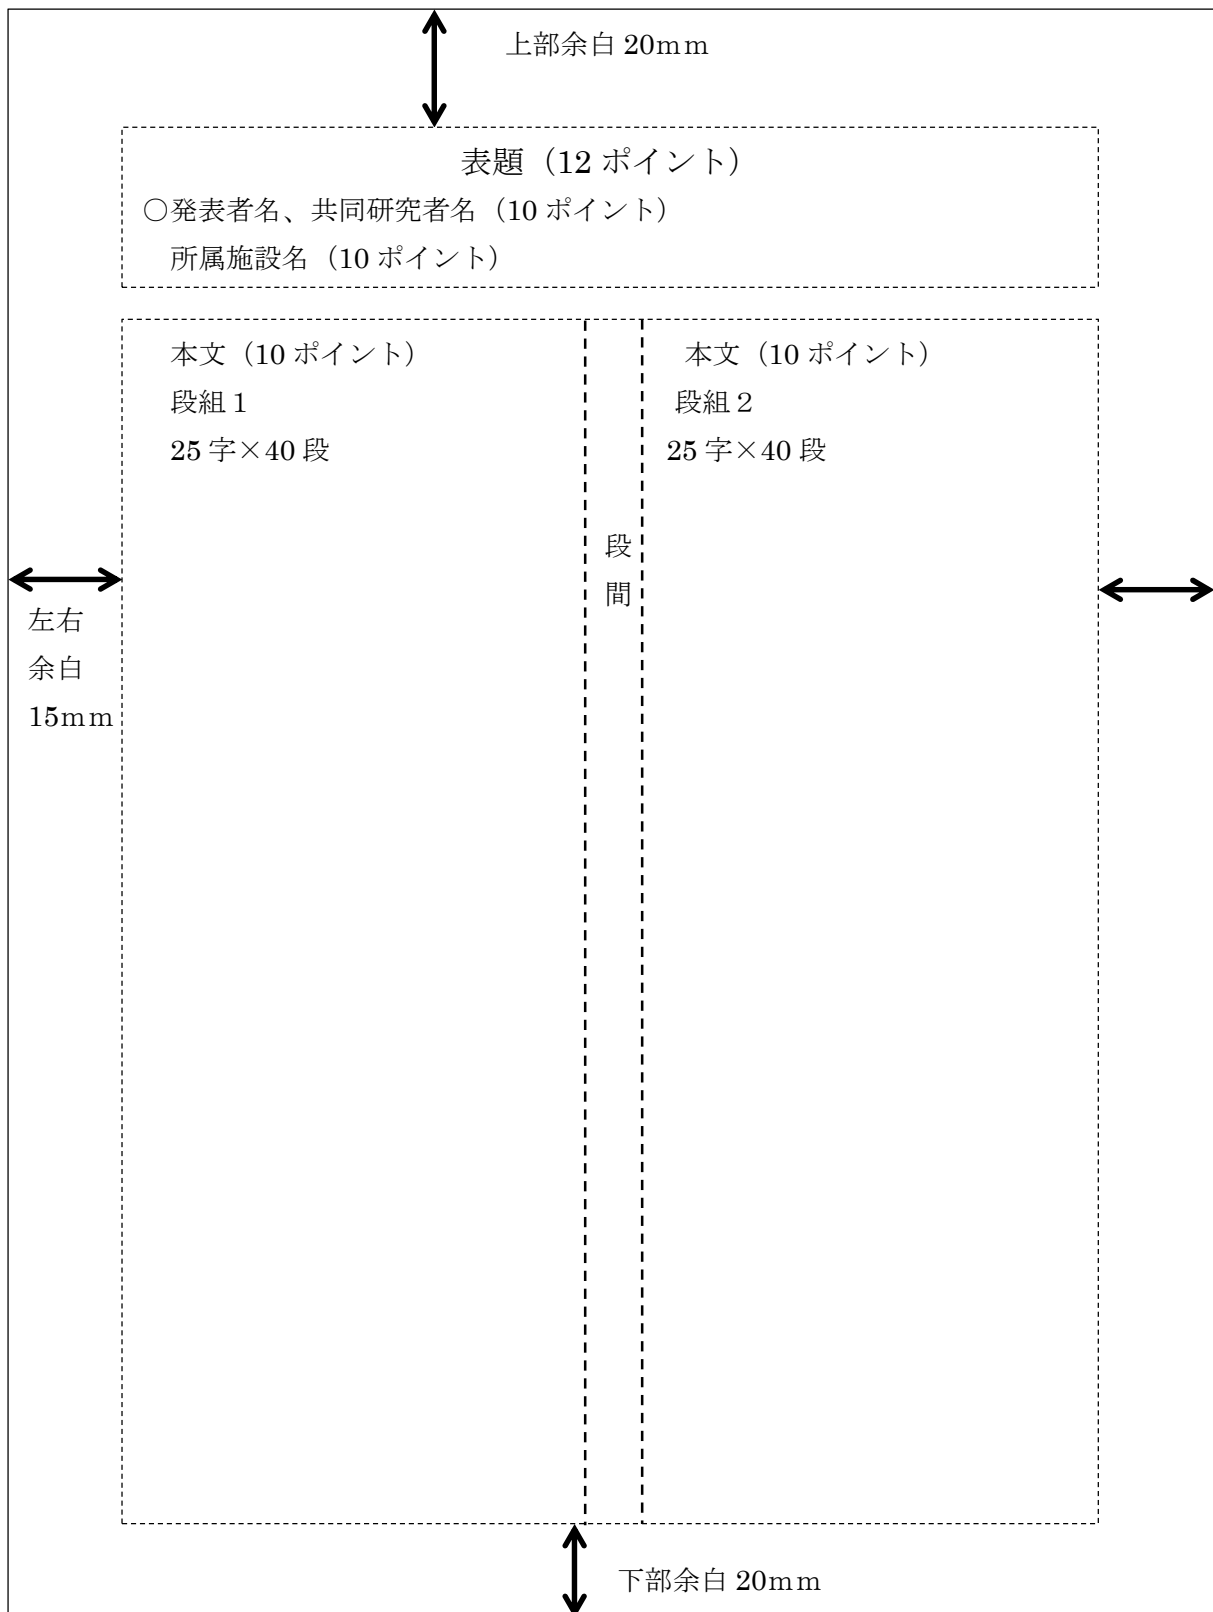 上部余白 20ｍｍ
表題（12 ポイント）
○発表者名、共同研究者名（10 ポイント）
所属施設名（10 ポイント）
本文（10 ポイント）
段組１
25 字×40 段
本文（10 ポイント）
段組２
25 字×40 段
段
間
左右
余白
15ｍｍ
下部余白 20ｍｍ